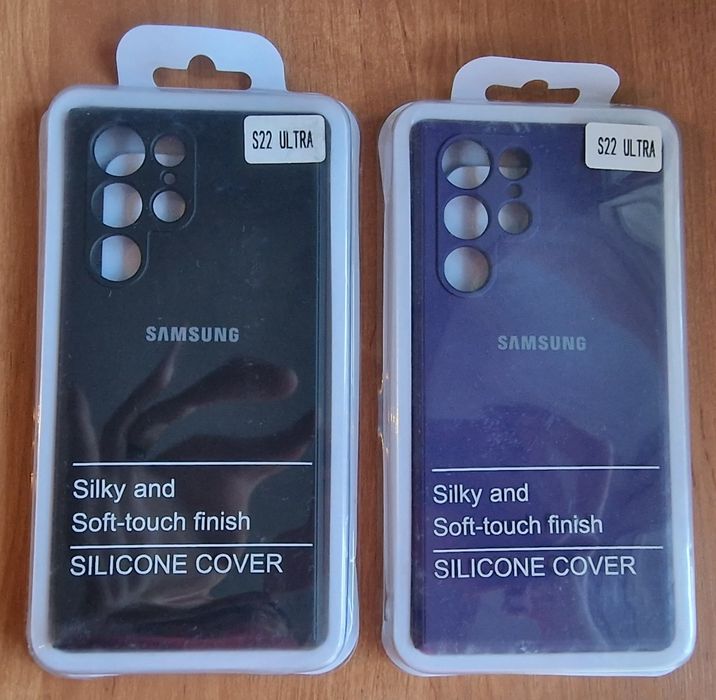 S22 ULTRA
SAMSUNG
Silky and
Soft-touch finish
SILICONE COVER
S22 ULTRA
SAMSUNG
Silky and
Soft-touch finish
SILICONE COVER